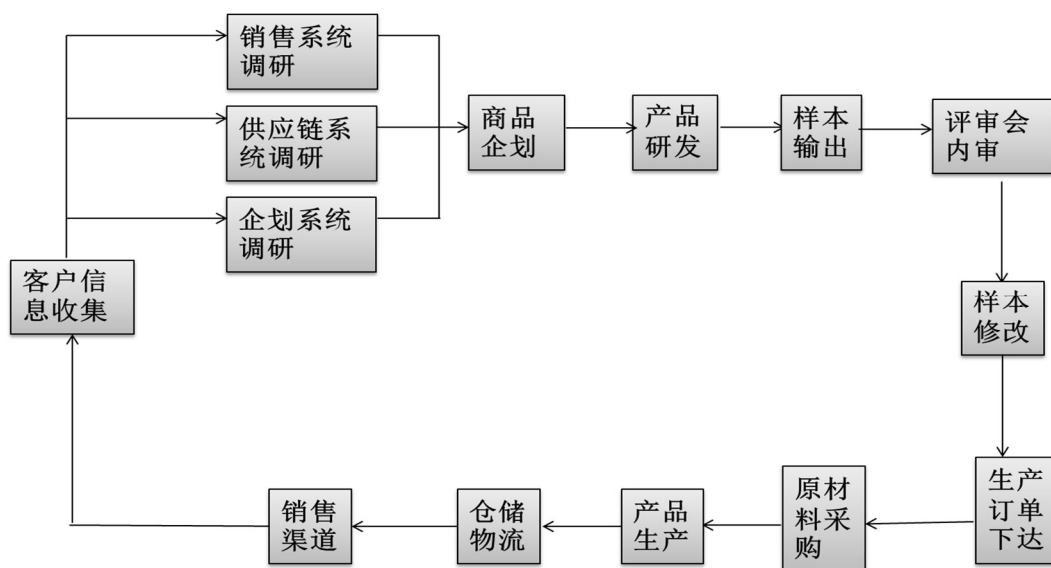 销售系统
调研
供应链系
统调研
企划系统
调研
客户信
息收集
商品
企划
产品
研发
样本
输出
评审会
内审
样本
修改
生产
订单
下达
原材
料采
购
产品
生产
仓储
物流
销售
渠道